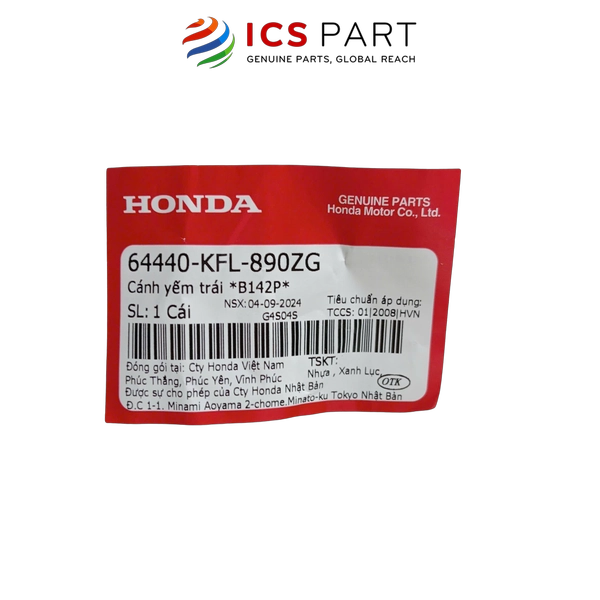 ICS PART
GENUINE PARTS, GLOBAL REACH
HONDA
GENUINE PARTS
Honda Motor Co., Ltd.
64440-KFL-890ZG
Cánh yếm trái *B142P*
SL: 1 Cái
NSX: 04-09-2024
G4S04S
Tiêu chuẩn áp dụng:
TCCS: 01|2008|HVN
Đóng gói tại: Cty Honda Việt Nam
Phúc Thắng, Phúc Yên, Vĩnh Phúc
TSKT:
Nhựa , Xanh Lục,
OTK
Được sự cho phép của Cty Honda Nhật Bản
Đ.C 1-1. Minami Aoyama 2-chome.Minato-ku Tokyo Nhật Bản